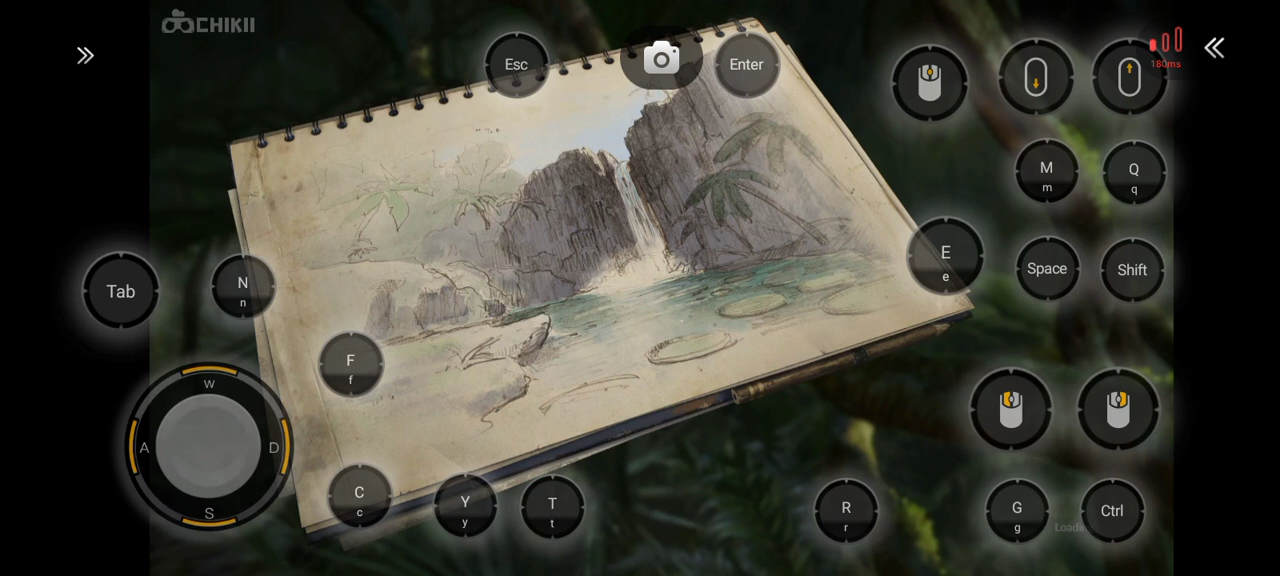 CHIKII
Esc
Enter
180ms
M
m
Q
q
E
e
Space
Shift
Tab
N
n
F
f
W
A
D
S
C
c
Y
y
T
t
R
r
G
g
Ctrl